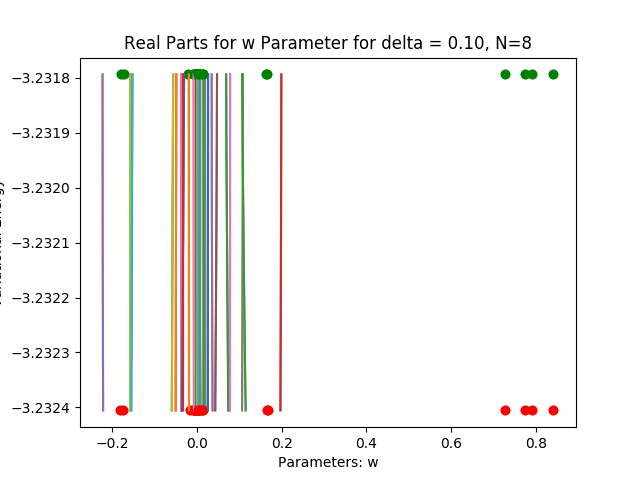 Real Parts for w Parameter for delta = 0.10, N=8
−3.2318
−3.2319
−3.2320
−3.2321
−3.2322
−3.2323
−3.2324
−0.2 0.0 0.2 0.4 0.6 0.8
Parameters: w